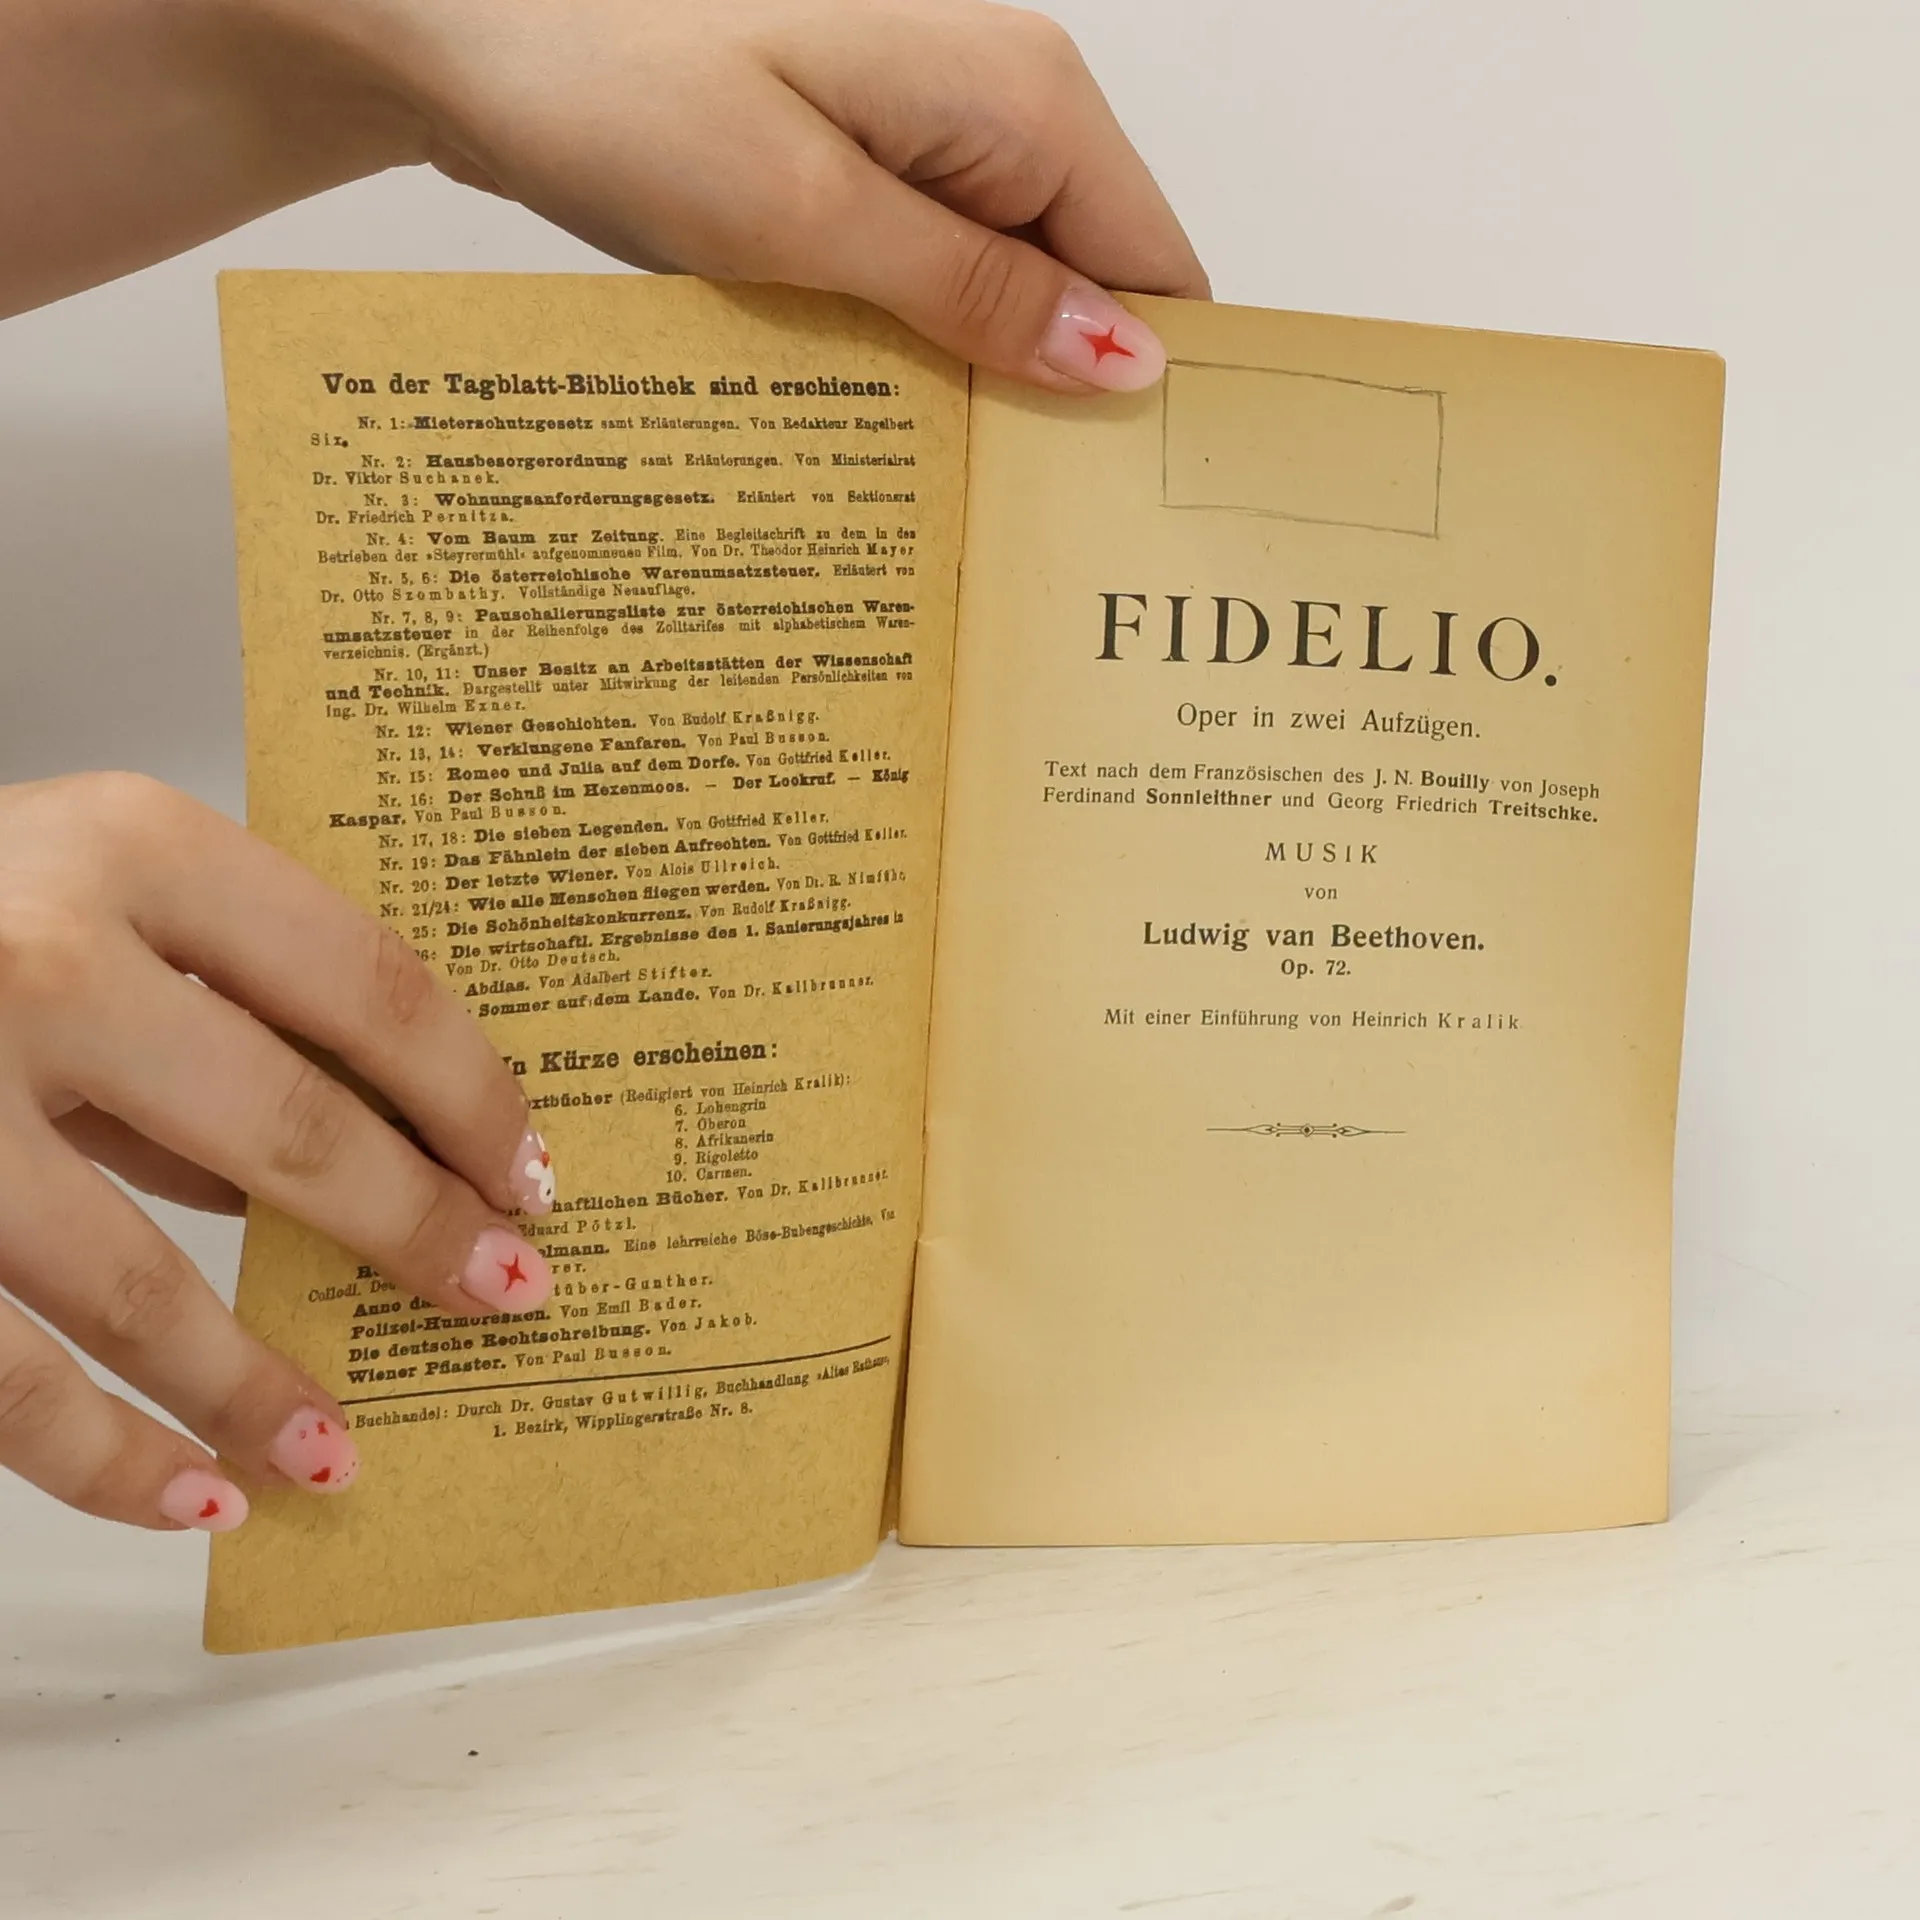 Von der Tagblatt-Bibliothek sind erschienen:
Nr. 1: Mieterschutzgesetz samt Erläuterungen. Von Redakteur Engelbert
Six.
Nr. 2: Hausbesorgerordnung samt Erläuterungen. Von Ministerialrat
Dr. Viktor Suchanek.
Nr. 3: Wohnungsanforderungsgesetz. Erläutert von Sektionsrat
Dr. Friedrich Pernitza.
Nr. 4: Vom Baum zur Zeitung. Eine Begleitschrift zu dem in den
Betrieben der »Steyrermühl« aufgenommenen Film. Von Dr. Theodor Heinrich Mayer
Nr. 5, 6: Die österreichische Warenumsatzsteuer. Erläutert von
Dr. Otto Szombathy. Vollständige Neuauflage.
Nr. 7, 8, 9: Pauschalierungsliste zur österreichischen Waren-
umsatzsteuer in der Reihenfolge des Zolltarifes mit alphabetischem Waren-
verzeichnis. (Ergänzt.)
Nr. 10, 11: Unser Besitz an Arbeitsstätten der Wissenschaft
und Technik. Dargestellt unter Mitwirkung der leitenden Persönlichkeiten von
Ing. Dr. Wilhelm Exner.
Nr. 12: Wiener Geschichten. Von Rudolf Kraßnigg.
Nr. 13, 14: Verklungene Fanfaren. Von Paul Busson.
Nr. 15: Romeo und Julia auf dem Dorfe. Von Gottfried Keller.
Nr. 16: Der Schuß im Hexenmoos. — Der Lockruf. — König
Kaspar. Von Paul Busson.
Nr. 17, 18: Die sieben Legenden. Von Gottfried Keller.
Nr. 19: Das Fähnlein der sieben Aufrechten. Von Gottfried Keller.
Nr. 20: Der letzte Wiener. Von Alois Ullreich.
Nr. 21/24: Wie alle Menschen fliegen werden. Von Dr. R. Nimführ
25: Die Schönheitskonkurrenz. Von Rudolf Kraßnigg.
26: Die wirtschaftl. Ergebnisse des 1. Sanierungsjahres in
Von Dr. Otto Deutsch.
Abdias. Von Adalbert Stifter.
Sommer auf dem Lande. Von Dr. Kallbrunner.
In Kürze erscheinen:
(Redigiert von Heinrich Kralik):
6. Lohengrin
7. Oberon
8. Afrikanerin
9. Rigoletto
10. Carmen.
haftlichen Bücher. Von Dr. Kallbrunner.
Eduard Pötzl.
elmann. Eine lehrreiche Böse-Bubengeschichte. Von
Collodi.
tüber-Gunther.
Anno
Polizei-Humoresken. Von Emil Bader.
Die deutsche Rechtschreibung. Von Jakob.
Wiener Pflaster. Von Paul Busson.
Buchhandel: Durch Dr. Gustav Gutwillig, Buchhandlung »Altes Rathaus«,
1. Bezirk, Wipplingerstraße Nr. 8.
FIDELIO.
Oper in zwei Aufzügen.
Text nach dem Französischen des J. N. Bouilly von Joseph
Ferdinand Sonnleithner und Georg Friedrich Treitschke.
MUSIK
von
Ludwig van Beethoven.
Op. 72.
Mit einer Einführung von Heinrich Kralik